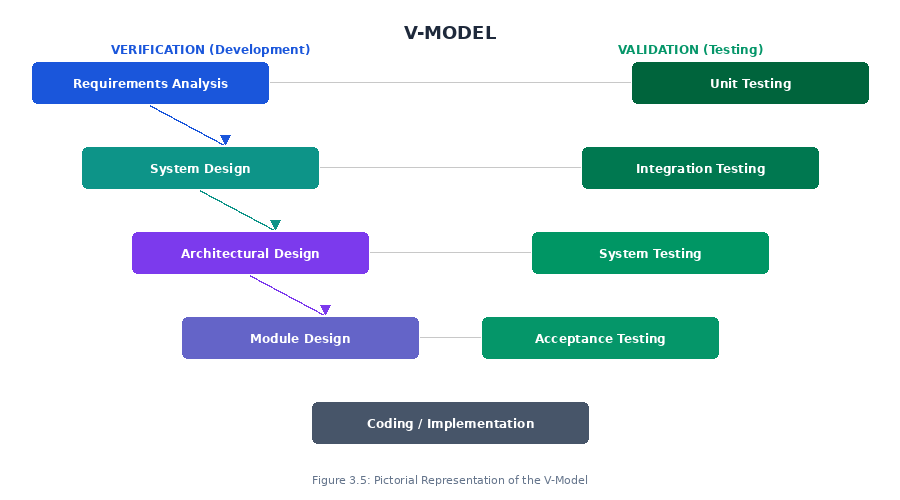 V-MODEL
VERIFICATION (Development)
VALIDATION (Testing)
Requirements Analysis
Unit Testing
System Design
Integration Testing
Architectural Design
System Testing
Module Design
Acceptance Testing
Coding / Implementation
Figure 3.5: Pictorial Representation of the V-Model